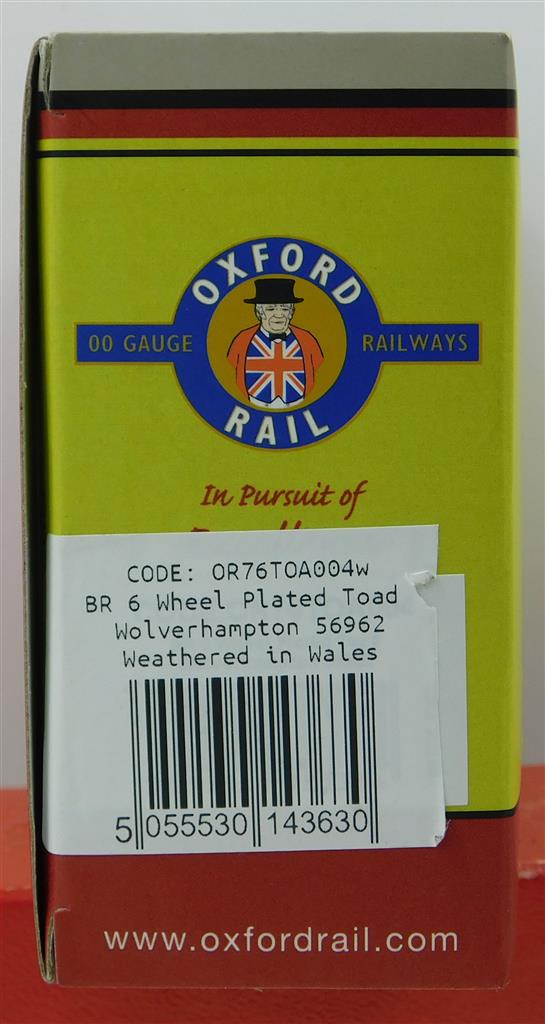 OXFORD
OO GAUGE RAILWAYS
RAIL
In Pursuit of
CODE: OR76TOA004w
BR 6 Wheel Plated Toad
Wolverhampton 56962
Weathered in Wales
5 055530 143630
www.oxfordrail.com